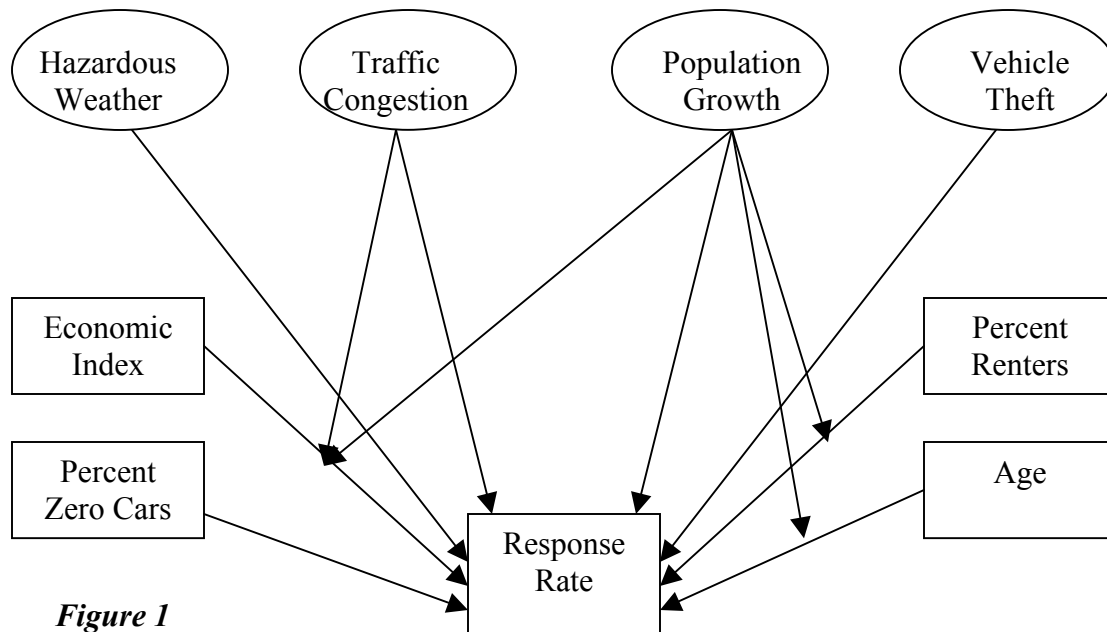 Hazardous
Weather
Traffic
Congestion
Population
Growth
Vehicle
Theft
Economic
Index
Percent
Renters
Percent
Zero Cars
Age
Response
Rate
Figure 1